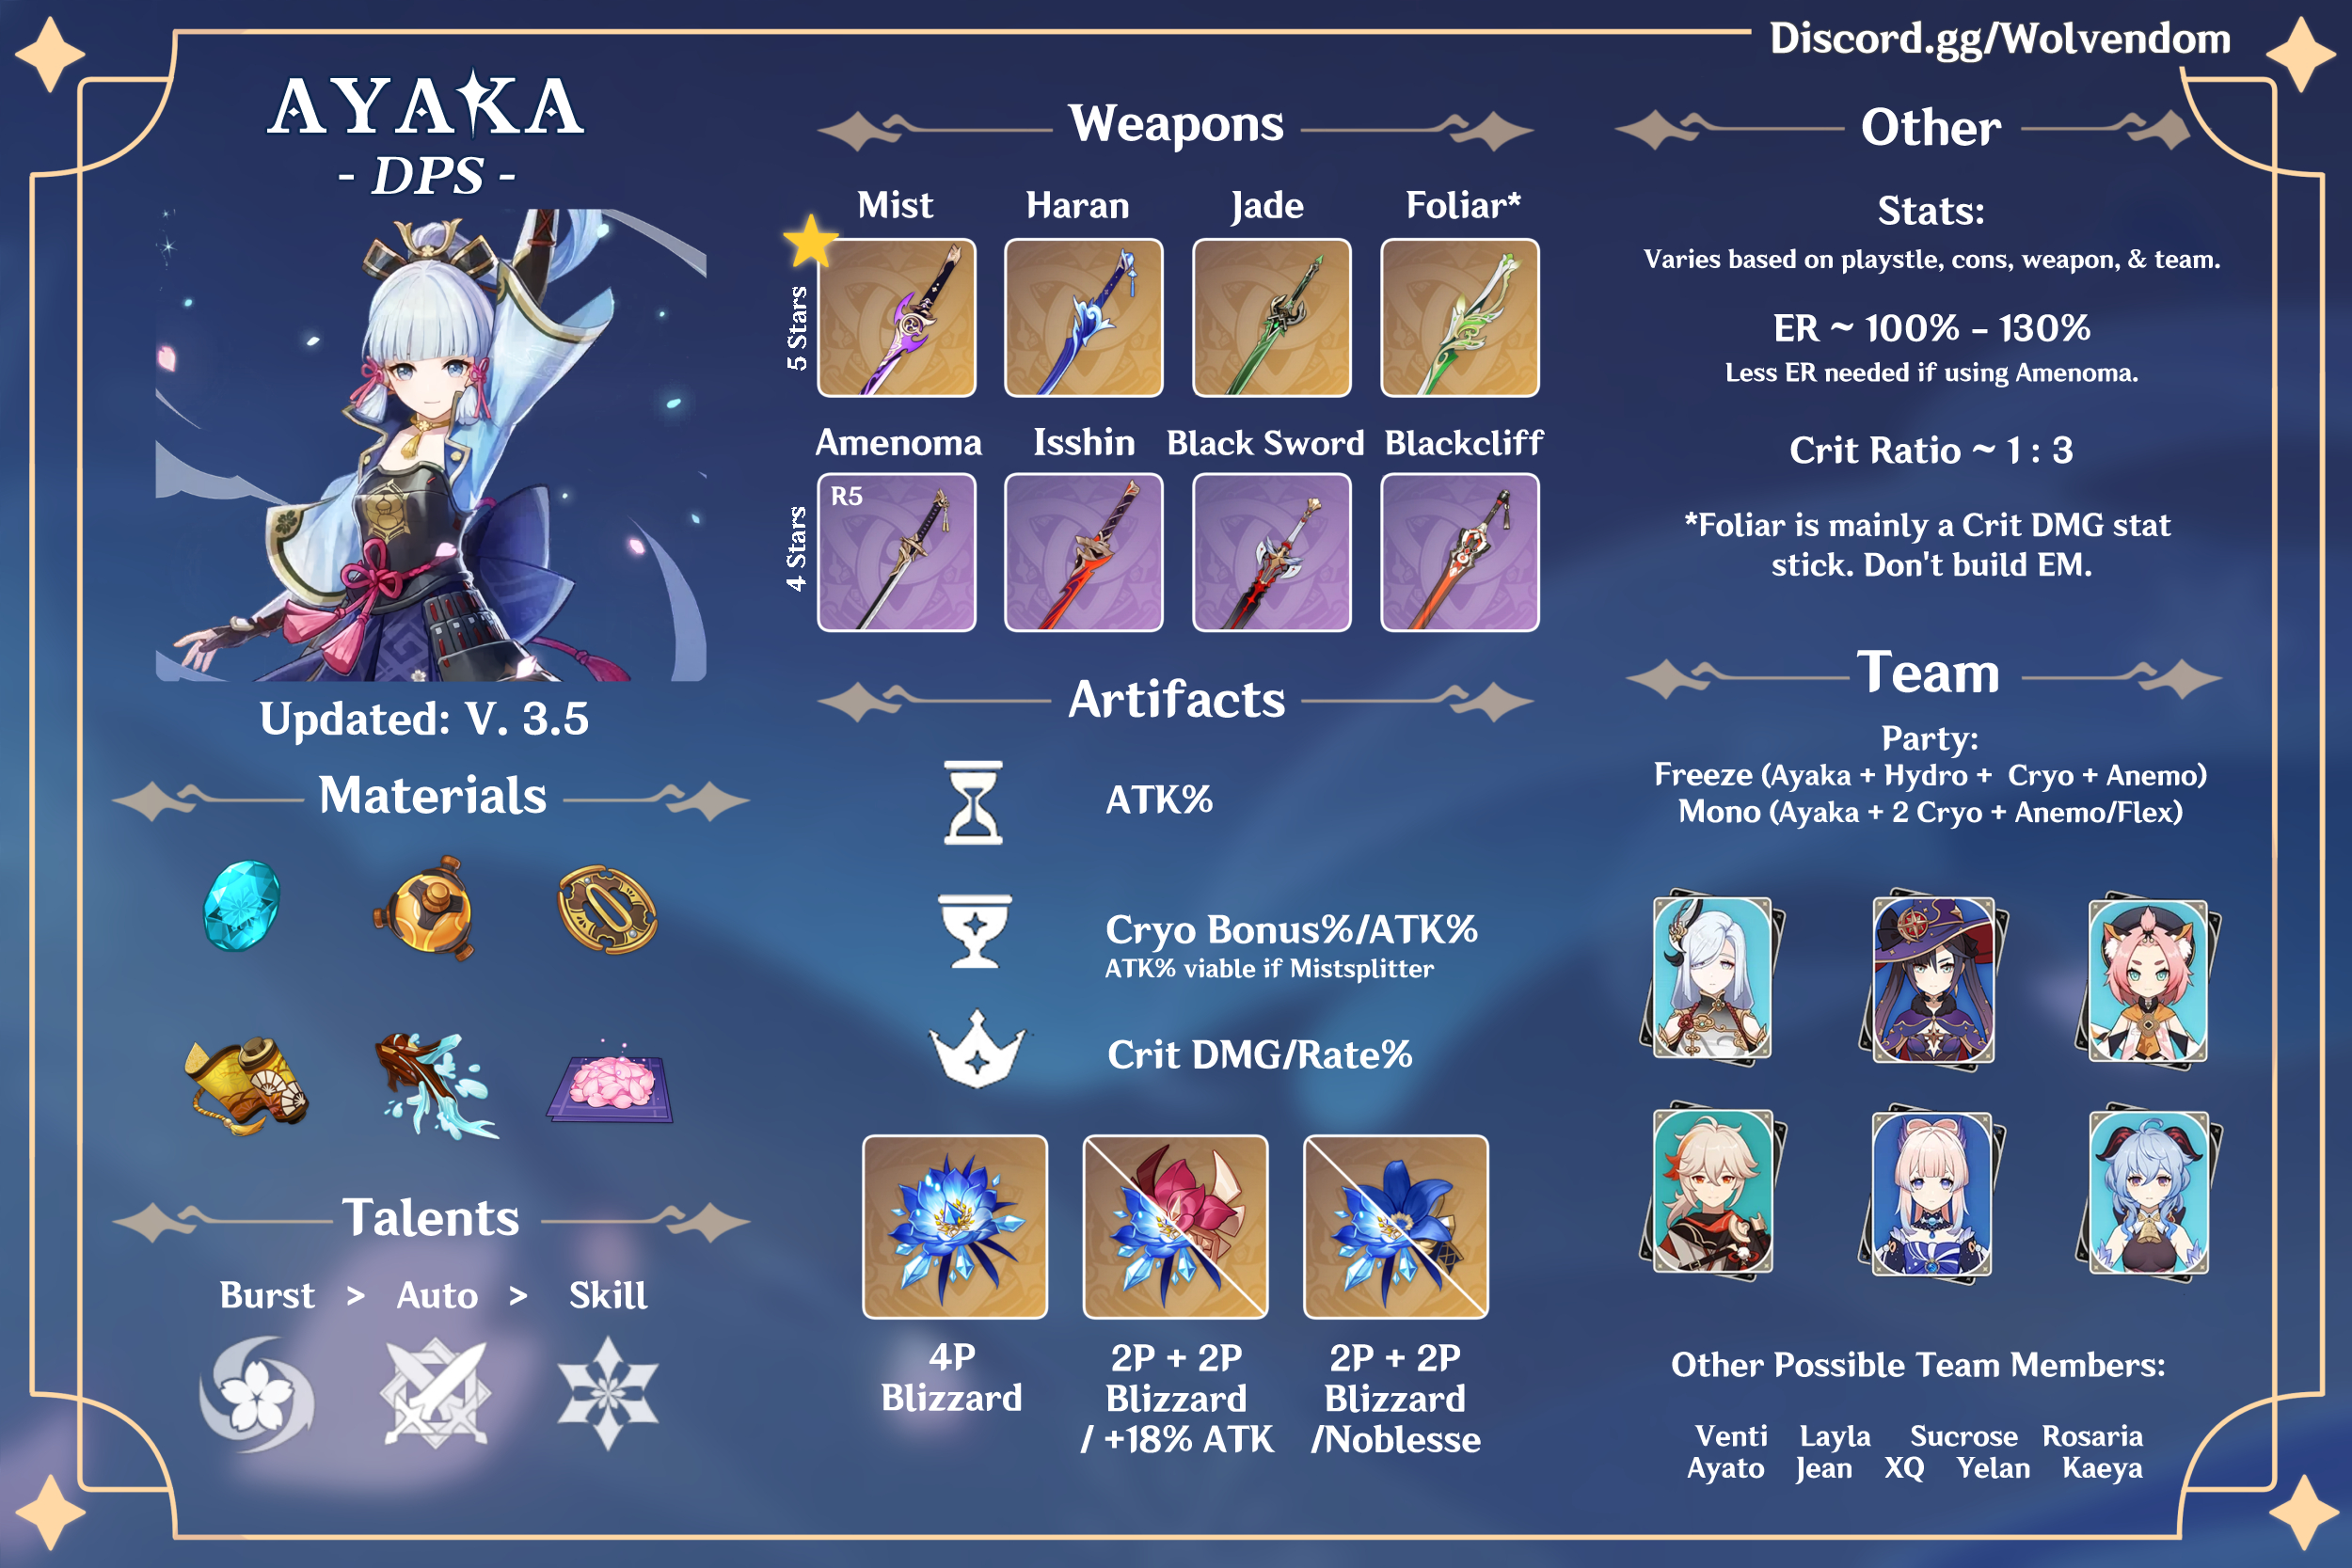 Discord.gg/Wolvendom
AYAKA
- DPS -
Updated: V. 3.5
Materials
Talents
Burst > Auto > Skill
Weapons
Mist Haran Jade Foliar*
5 Stars
Amenoma Isshin Black Sword Blackcliff
4 Stars
R5
Artifacts
ATK%
Cryo Bonus%/ATK%
ATK% viable if Mistsplitter
Crit DMG/Rate%
4P
Blizzard
2P + 2P
Blizzard
/ +18% ATK
2P + 2P
Blizzard
/Noblesse
Other
Stats:
Varies based on playstle, cons, weapon, & team.
ER ~ 100% - 130%
Less ER needed if using Amenoma.
Crit Ratio ~ 1 : 3
*Foliar is mainly a Crit DMG stat
stick. Don't build EM.
Team
Party:
Freeze (Ayaka + Hydro + Cryo + Anemo)
Mono (Ayaka + 2 Cryo + Anemo/Flex)
Other Possible Team Members:
Venti Layla Sucrose Rosaria
Ayato Jean XQ Yelan Kaeya